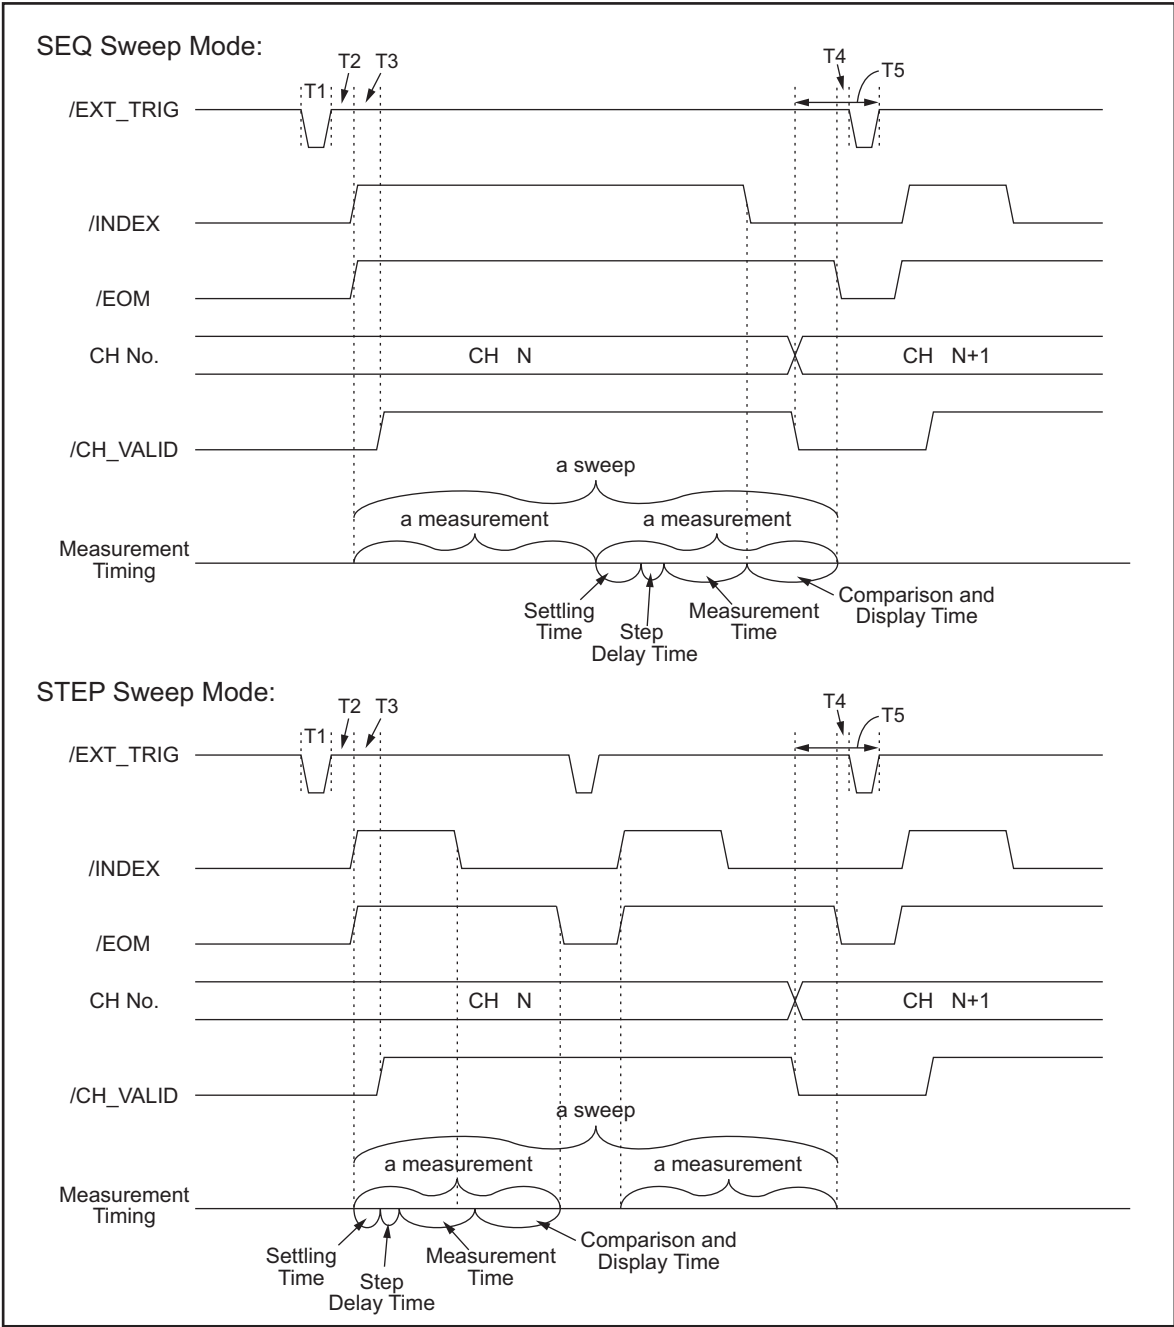 SEQ Sweep Mode:
T1
T2
T3
T4
T5
/EXT_TRIG
/INDEX
/EOM
CH No.
CH N
CH N+1
/CH_VALID
a sweep
a measurement
a measurement
Measurement
Timing
Settling
Time
Step
Delay Time
Measurement
Time
Comparison and
Display Time
STEP Sweep Mode:
T1
T2
T3
T4
T5
/EXT_TRIG
/INDEX
/EOM
CH No.
CH N
CH N+1
/CH_VALID
a sweep
a measurement
a measurement
Measurement
Timing
Settling
Time
Step
Delay Time
Measurement
Time
Comparison and
Display Time